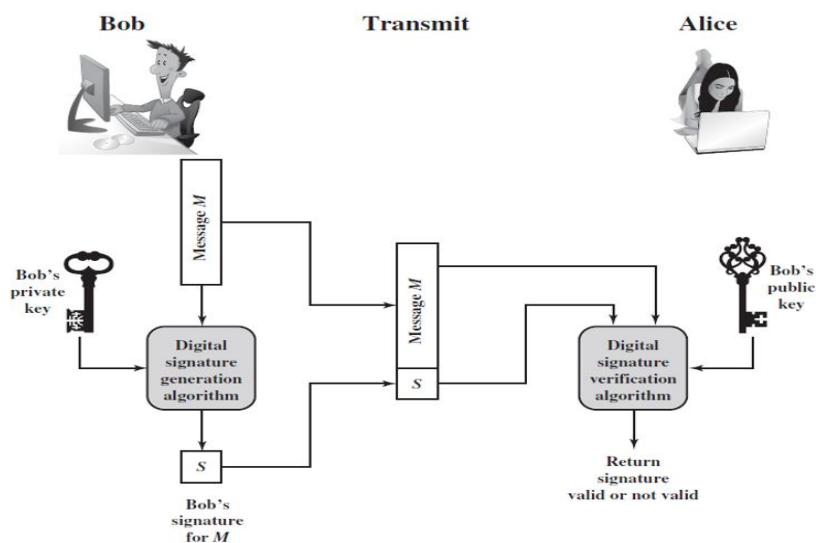 Bob
Transmit
Alice
Message M
Bob's
private
key
Digital
signature
generation
algorithm
S
Bob's
signature
for M
Message M
S
Bob's
public
key
Digital
signature
verification
algorithm
Return
signature
valid or not valid